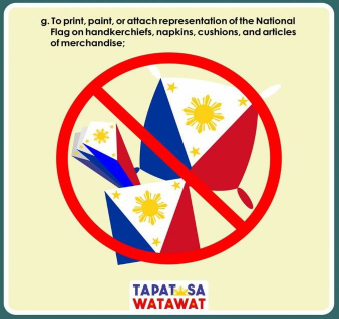 g. To print, paint, or attach representation of the National
Flag on handkerchiefs, napkins, cushions, and articles
of merchandise;
TAPAT SA
WATAWAT